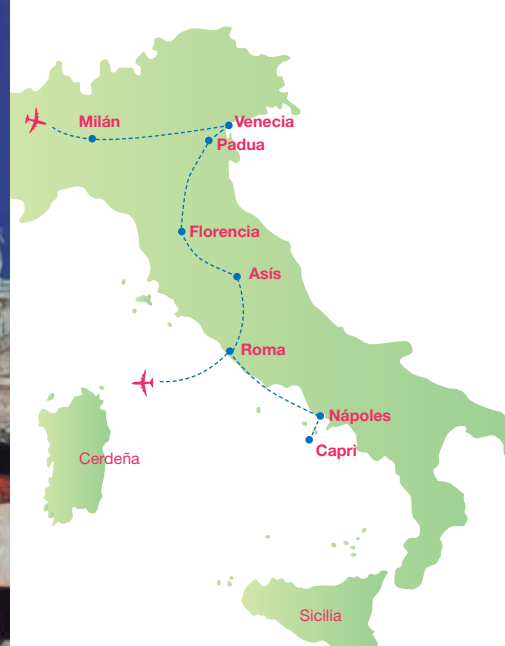 Milán
Venecia
Padua
Florencia
Asís
Roma
Nápoles
Capri
Cerdeña
Sicilia